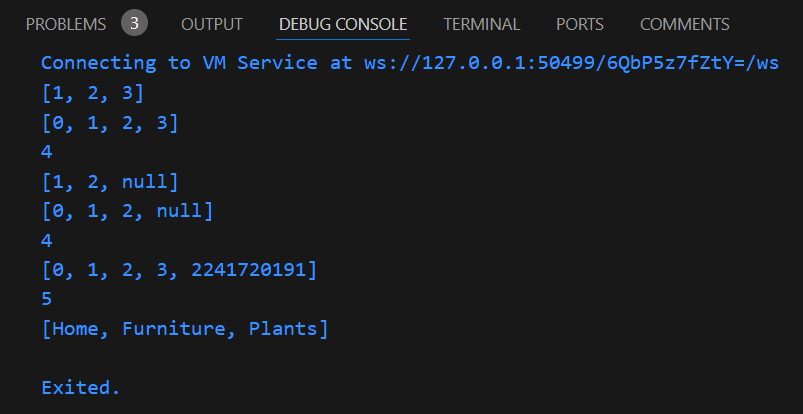 PROBLEMS 3 OUTPUT DEBUG CONSOLE TERMINAL PORTS COMMENTS
Connecting to VM Service at ws://127.0.0.1:50499/6QbP5z7fZtY=/ws
[1, 2, 3]
[0, 1, 2, 3]
4
[1, 2, null]
[0, 1, 2, null]
4
[0, 1, 2, 3, 2241720191]
5
[Home, Furniture, Plants]
Exited.